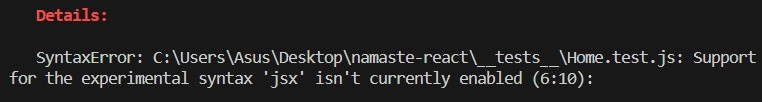 Details:
SyntaxError: C:\Users\Asus\Desktop\namaste-react\__tests__\Home.test.js: Support
for the experimental syntax 'jsx' isn't currently enabled (6:10):